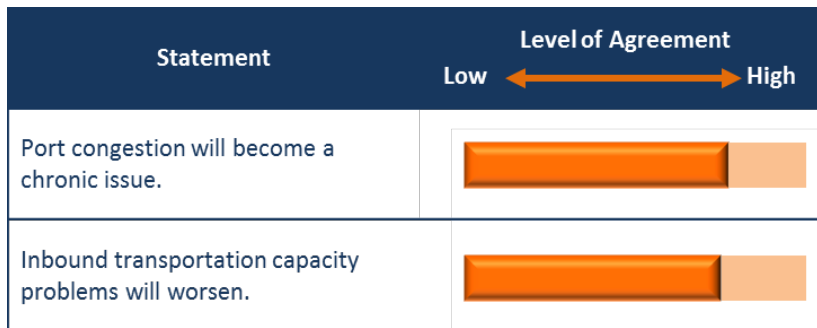 Statement
Level of Agreement
Low High
Port congestion will become a
chronic issue.
Inbound transportation capacity
problems will worsen.